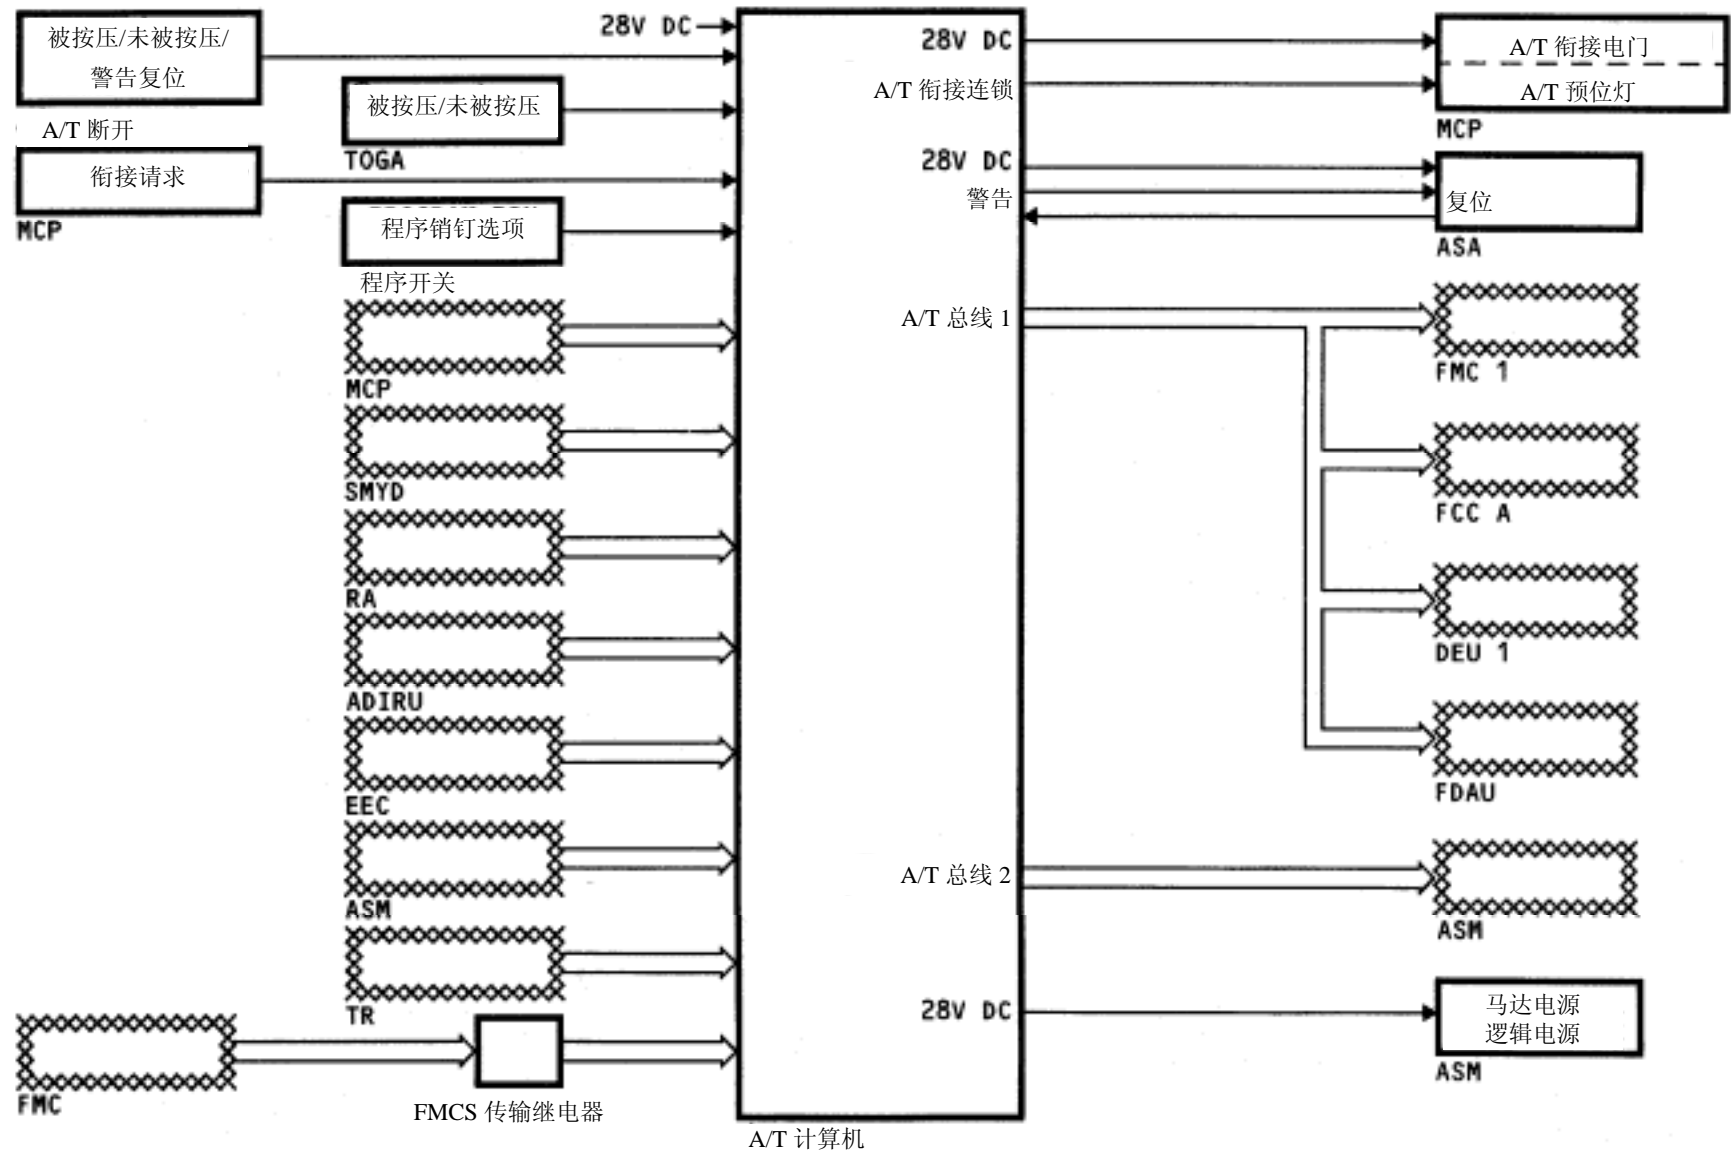 被按压/未被按压/
警告复位
A/T 断开
衔接请求
MCP
28V DC
被按压/未被按压
TOGA
程序销钉选项
程序开关
MCP
SMYD
RA
ADIRU
EEC
ASM
TR
FMC
FMCS 传输继电器
28V DC
A/T 衔接连锁
28V DC
警告
A/T 总线 1
A/T 总线 2
28V DC
A/T 计算机
A/T 衔接电门
A/T 预位灯
MCP
复位
ASA
FMC 1
FCC A
DEU 1
FDAU
ASM
马达电源
逻辑电源
ASM